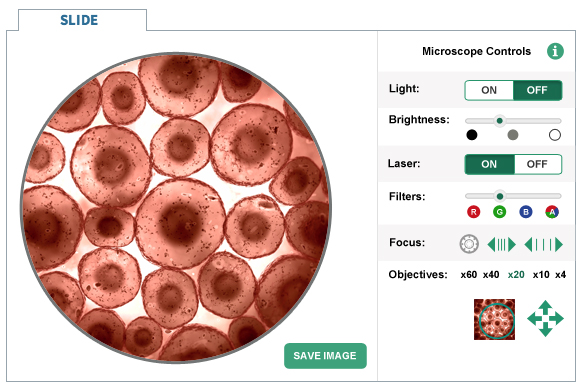 SLIDE
Microscope Controls i
Light: ON OFF
Brightness:
Laser: ON OFF
Filters:
R G B A
Focus:
Objectives: x60 x40 x20 x10 x4
SAVE IMAGE